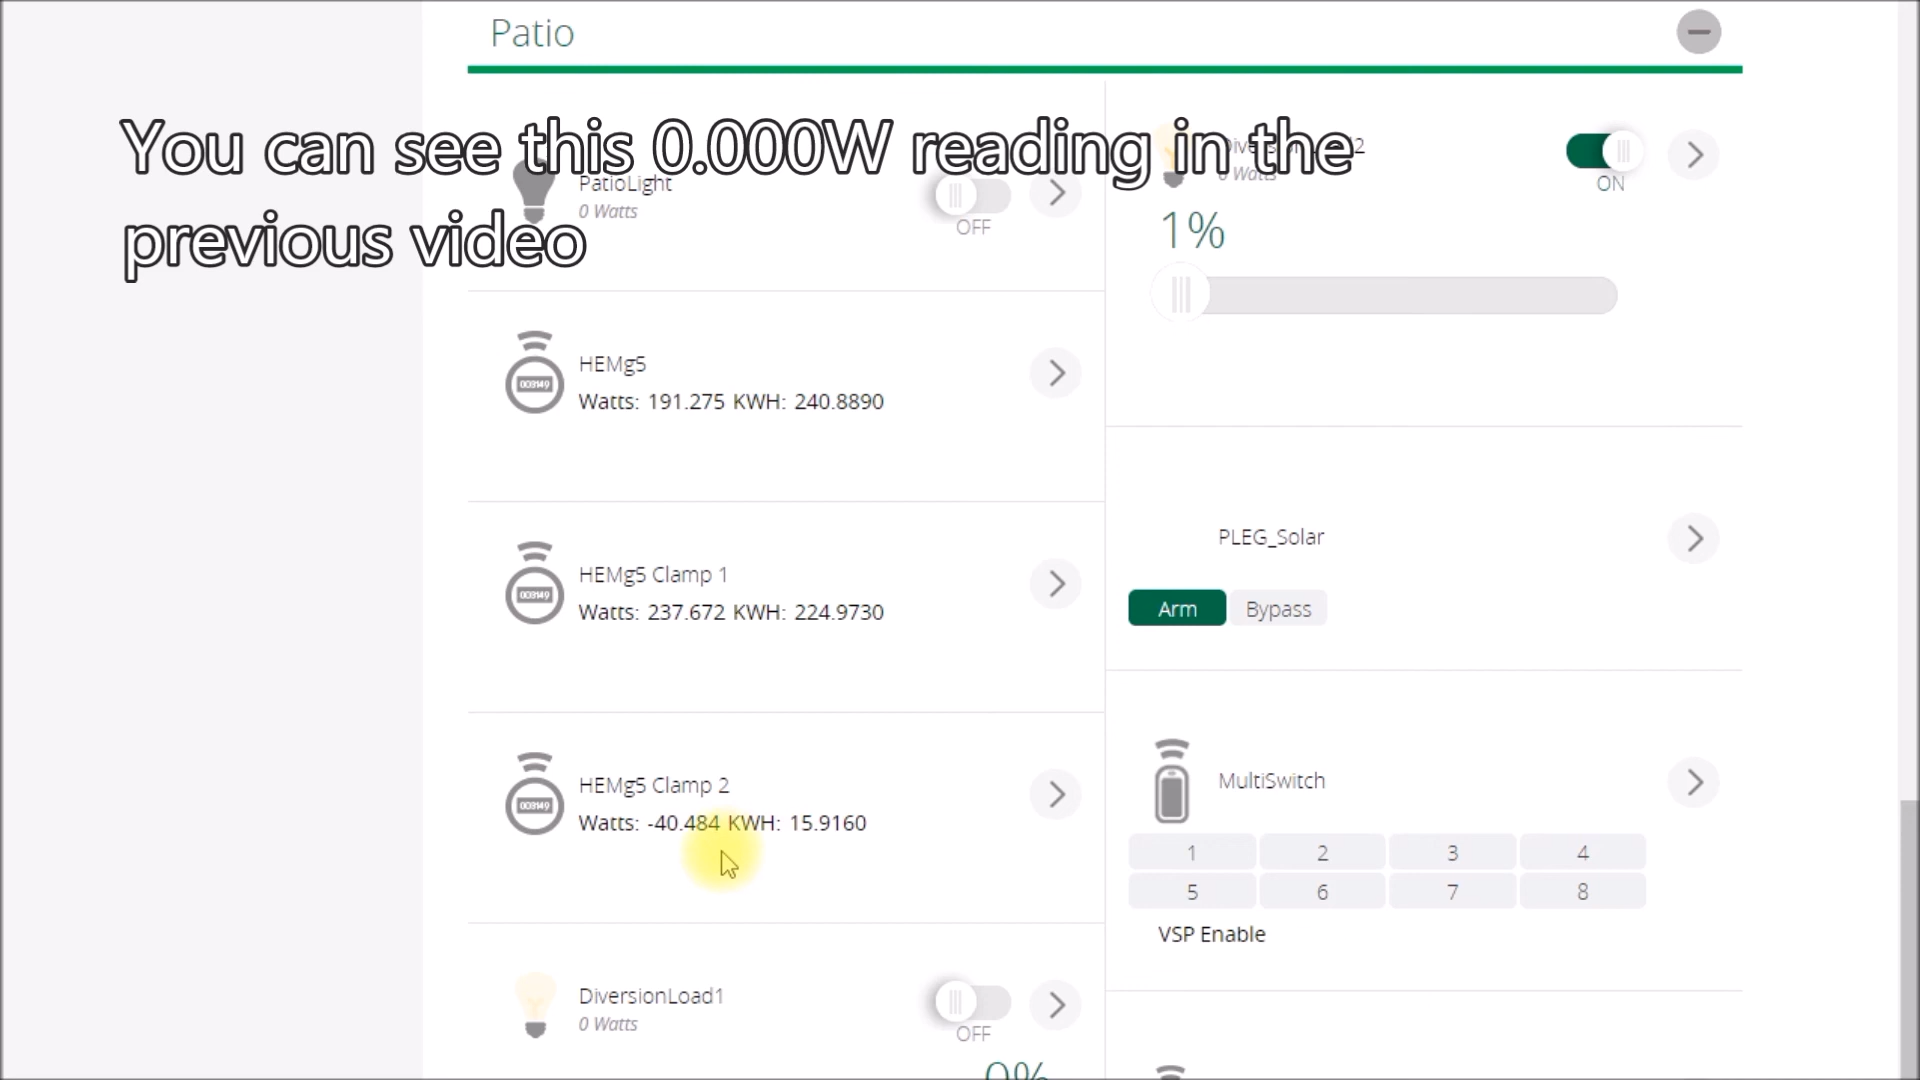 Patio
You can see this 0.000W reading in the
previous video
PatioLight
0 Watts
OFF
HEMg5
Watts: 191.275 KWH: 240.8890
HEMg5 Clamp 1
Watts: 237.672 KWH: 224.9730
HEMg5 Clamp 2
Watts: -40.484 KWH: 15.9160
DiversionLoad1
0 Watts
OFF
0%
0 Watts
ON
1%
PLEG_Solar
Arm Bypass
MultiSwitch
1 2 3 4
5 6 7 8
VSP Enable